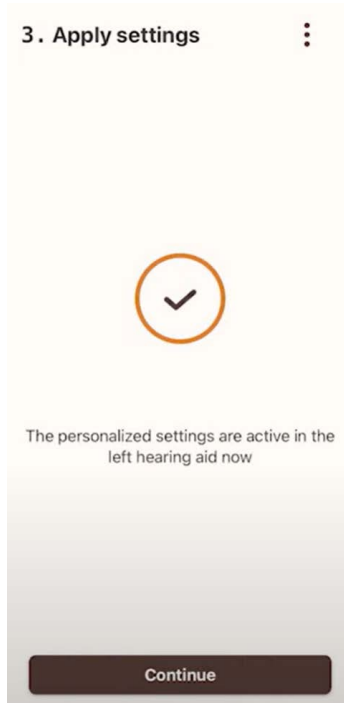 3. Apply settings
The personalized settings are active in the
left hearing aid now
Continue